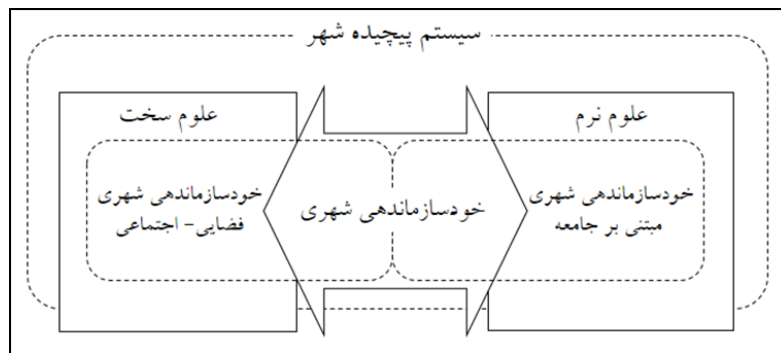 سیستم پیچیده شهر
علوم نرم
علوم سخت
خودسازماندهی شهری
مبتنی بر جامعه
خودسازماندهی شهری
خودسازماندهی شهری
فضایی- اجتماعی